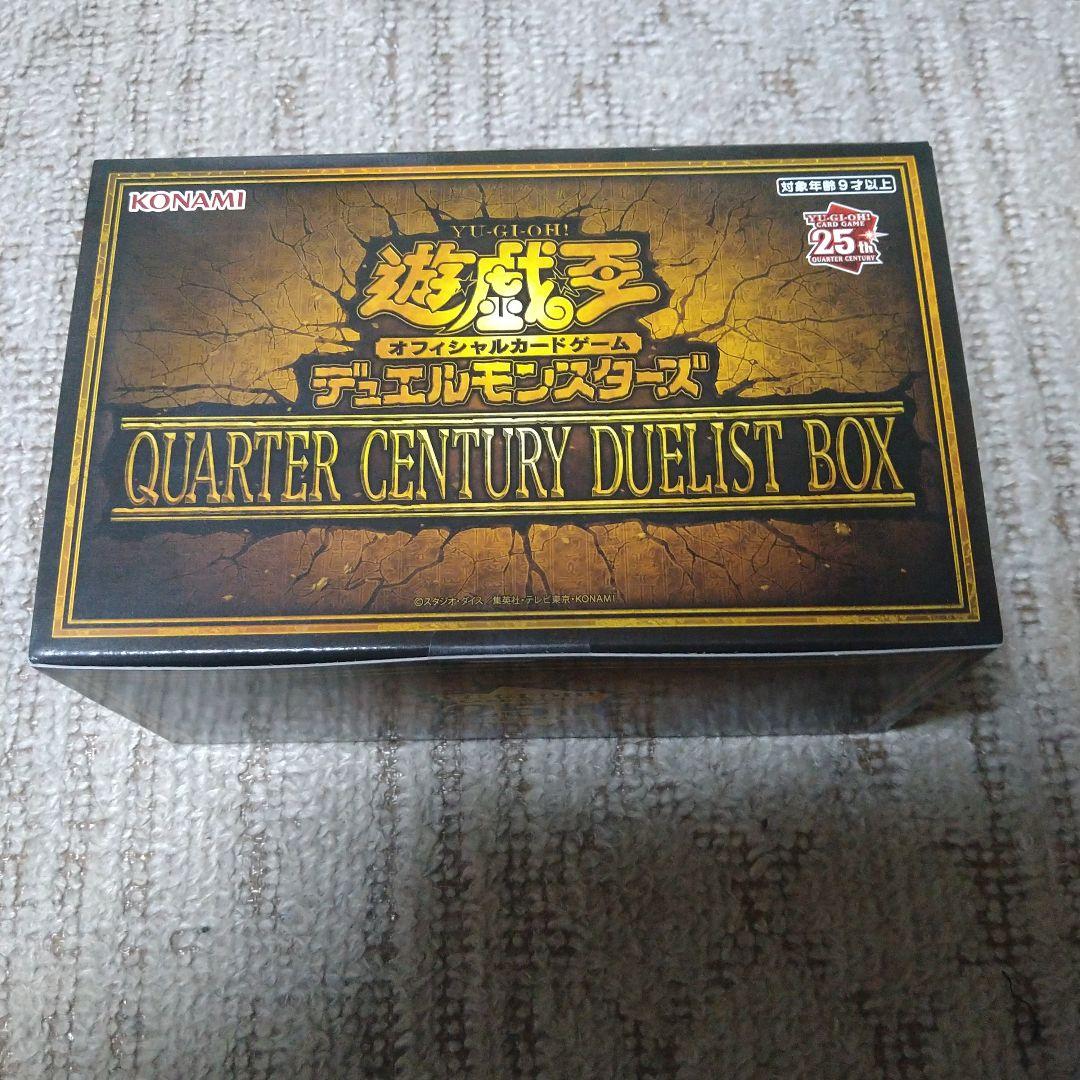 KONAMI
対象年齢9才以上
YU-GI-OH!
CARD GAME
25th
QUARTER CENTURY
YU-GI-OH!
遊戯王
オフィシャルカードゲーム
デュエルモンスターズ
QUARTER CENTURY DUELIST BOX
©スタジオ・ダイス/集英社・テレビ東京・KONAMI